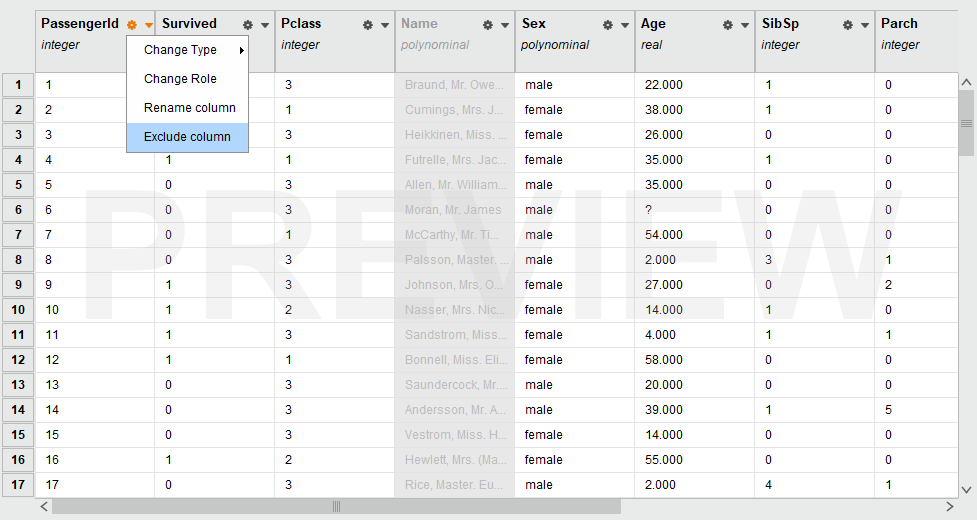 PassengerId Survived Pclass Name Sex Age SibSp Parch
integer integer polynominal polynominal real integer integer
Change Type
Change Role
Rename column
Exclude column
1 1 3 Braund, Mr. Owe... male 22.000 1 0
2 2 1 Cumings, Mrs. J... female 38.000 1 0
3 3 3 Heikkinen, Miss. ... female 26.000 0 0
4 4 1 1 Futrelle, Mrs. Jac... female 35.000 1 0
5 5 0 3 Allen, Mr. William... male 35.000 0 0
6 6 0 3 Moran, Mr. James male ? 0 0
7 7 0 1 McCarthy, Mr. Ti... male 54.000 0 0
8 8 0 3 Palsson, Master. ... male 2.000 3 1
9 9 1 3 Johnson, Mrs. O... female 27.000 0 2
10 10 1 2 Nasser, Mrs. Nic... female 14.000 1 0
11 11 1 3 Sandstrom, Miss... female 4.000 1 1
12 12 1 1 Bonnell, Miss. Eli... female 58.000 0 0
13 13 0 3 Saundercock, Mr.... male 20.000 0 0
14 14 0 3 Andersson, Mr. A... male 39.000 1 5
15 15 0 3 Vestrom, Miss. H... female 14.000 0 0
16 16 1 2 Hewlett, Mrs. (Ma... female 55.000 0 0
17 17 0 3 Rice, Master. Eu... male 2.000 4 1
PREVIEW